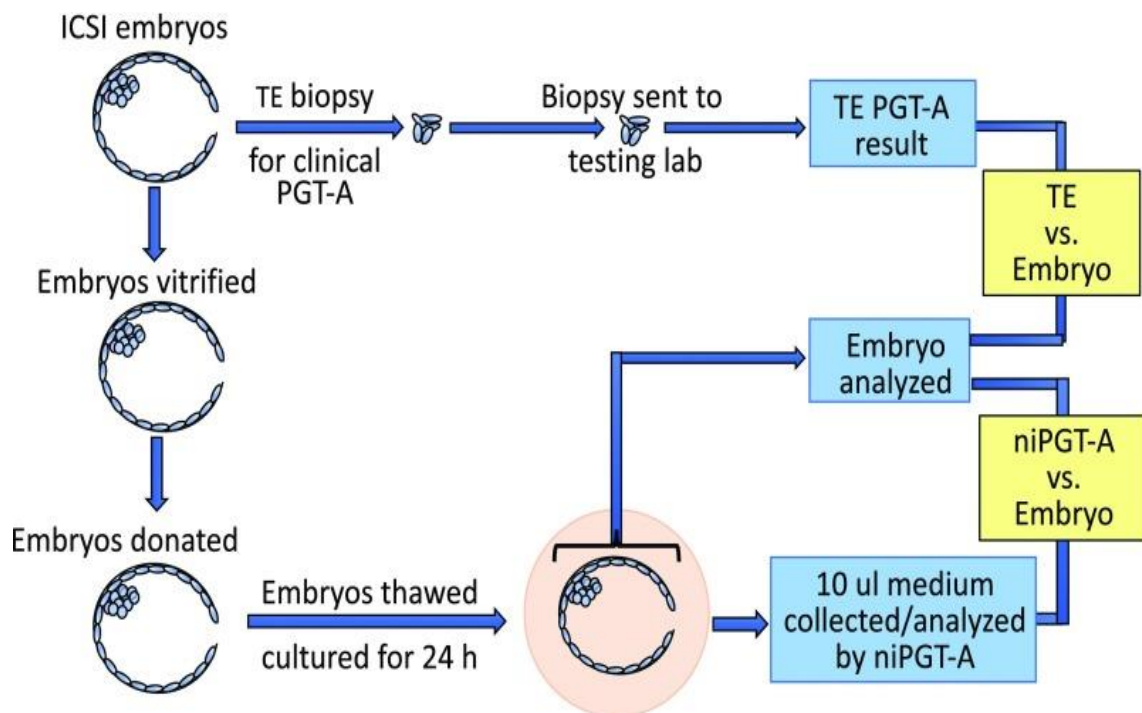 ICSI embryos
TE biopsy
for clinical
PGT-A
Biopsy sent to
testing lab
TE PGT-A
result
TE
vs.
Embryo
Embryos vitrified
Embryo
analyzed
niPGT-A
vs.
Embryo
Embryos donated
Embryos thawed
cultured for 24 h
10 ul medium
collected/analyzed
by niPGT-A